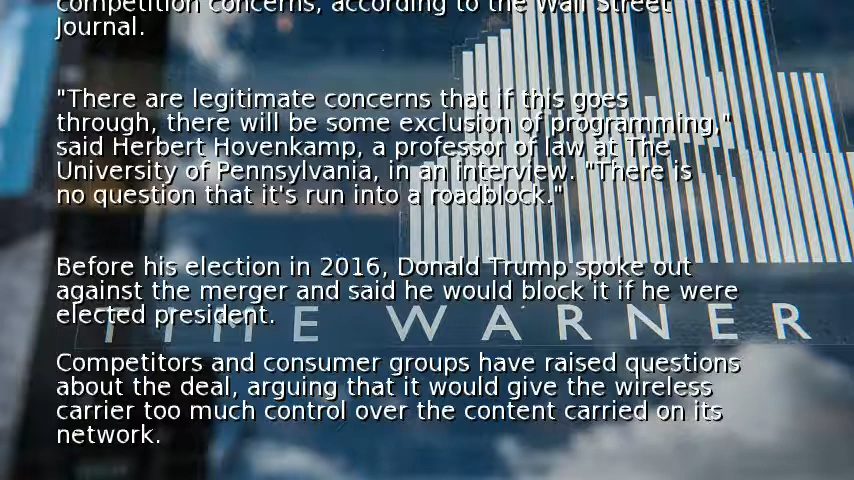 competition concerns, according to the Wall Street
Journal.
"There are legitimate concerns that if this goes
through, there will be some exclusion of programming,"
said Herbert Hovenkamp, a professor of law at The
University of Pennsylvania, in an interview. "There is
no question that it's run into a roadblock."
Before his election in 2016, Donald Trump spoke out
against the merger and said he would block it if he were
elected president.
TIME WARNER
Competitors and consumer groups have raised questions
about the deal, arguing that it would give the wireless
carrier too much control over the content carried on its
network.